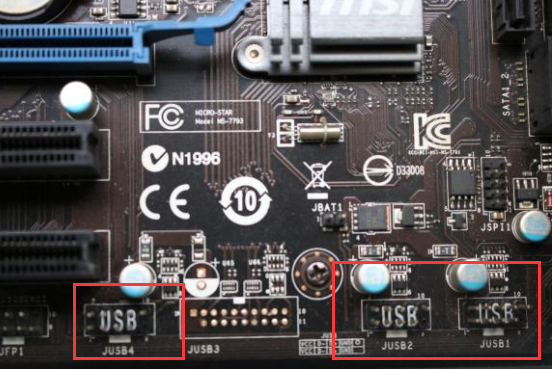 msi
SATA1_2
FC
MICRO-STAR
Model MS-7793
Y3
N1996
D33008
CE
10
JBAT1
JSPI1
USB
USB
USB
JFP1
JUSB4
JUSB3
JUSB2
JUSB1